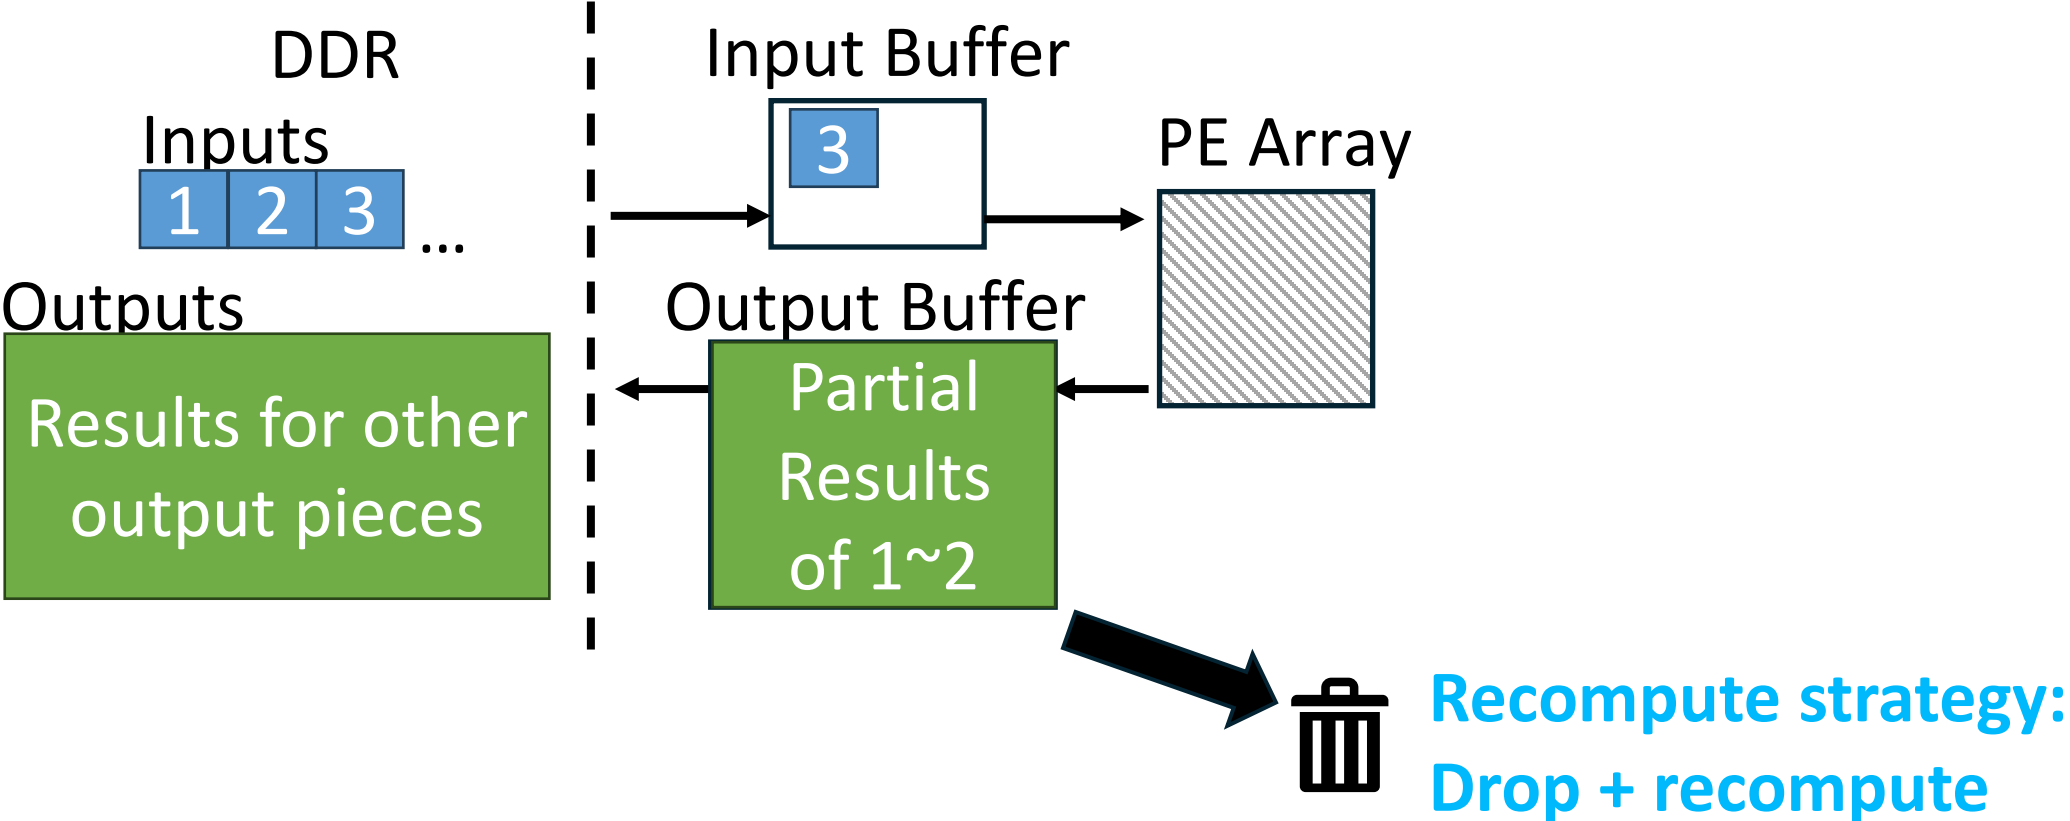 DDR
Inputs
1 2 3 ...
Outputs
Results for other
output pieces
Input Buffer
3
PE Array
Output Buffer
Partial
Results
of 1~2
Recompute strategy:
Drop + recompute